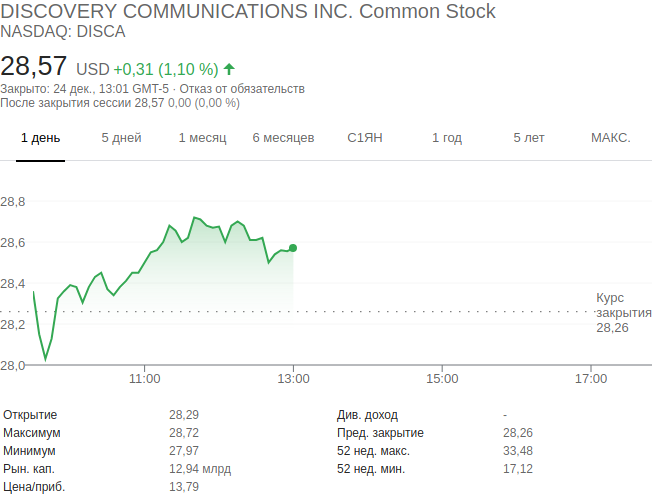 DISCOVERY COMMUNICATIONS INC. Common Stock
NASDAQ: DISCA
28,57 USD +0,31 (1,10 %) ↑
Закрыто: 24 дек., 13:01 GMT-5 · Отказ от обязательств
После закрытия сессии 28,57 0,00 (0,00 %)
1 день 5 дней 1 месяц 6 месяцев С1ЯН 1 год 5 лет МАКС.
28,8
28,6
28,4
28,2
28,0
Курс
закрытия
28,26
11:00 13:00 15:00 17:00
Открытие 28,29 Див. доход -
Максимум 28,72 Пред. закрытие 28,26
Минимум 27,97 52 нед. макс. 33,48
Рын. кап. 12,94 млрд 52 нед. мин. 17,12
Цена/приб. 13,79